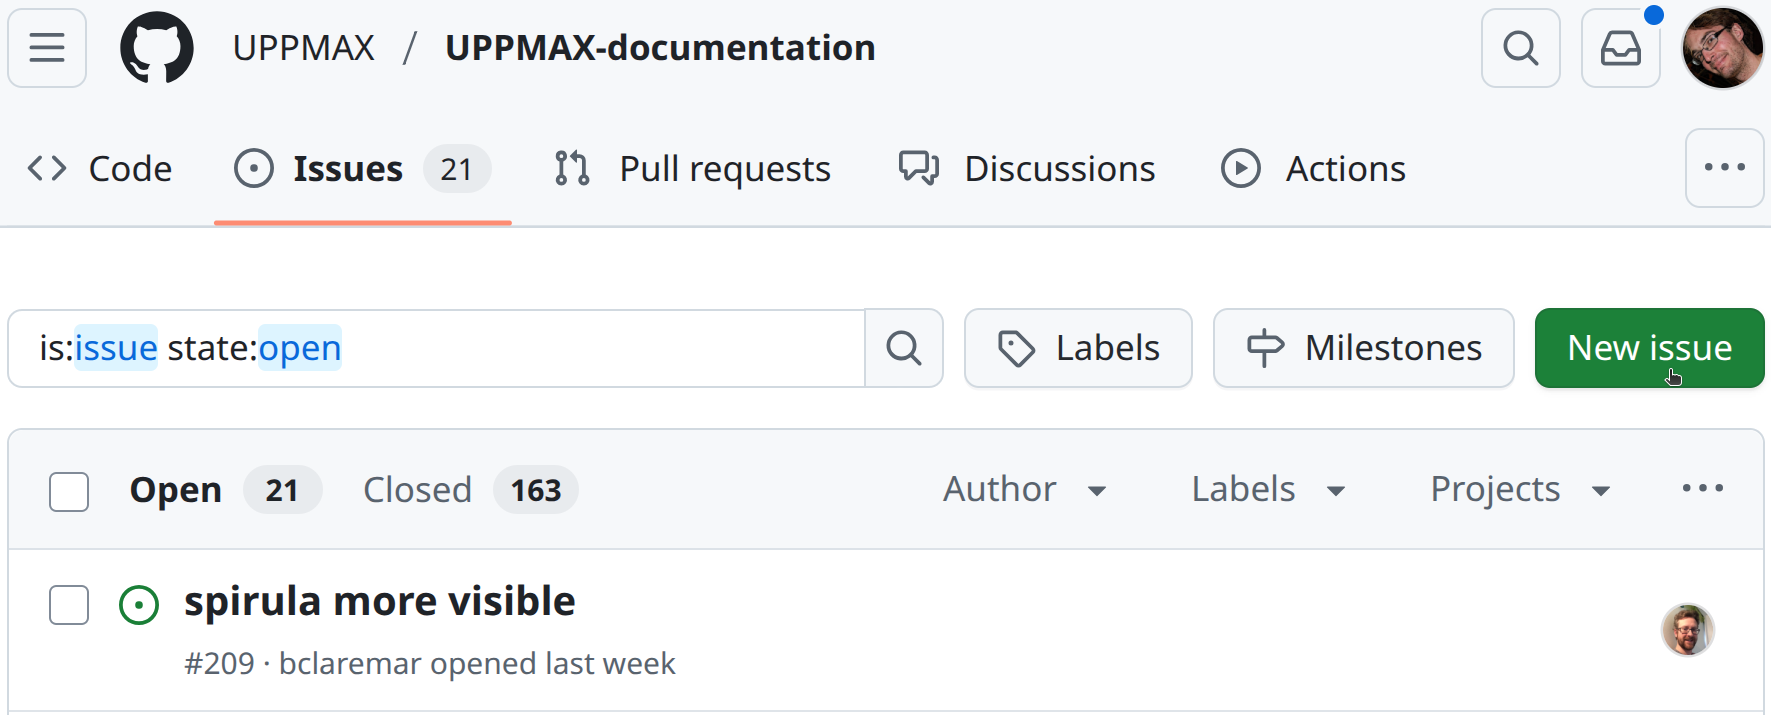 UPPMAX / UPPMAX-documentation
Code Issues 21 Pull requests Discussions Actions
is:issue state:open Labels Milestones New issue
Open 21 Closed 163 Author Labels Projects
spirula more visible
#209 · bclaremar opened last week